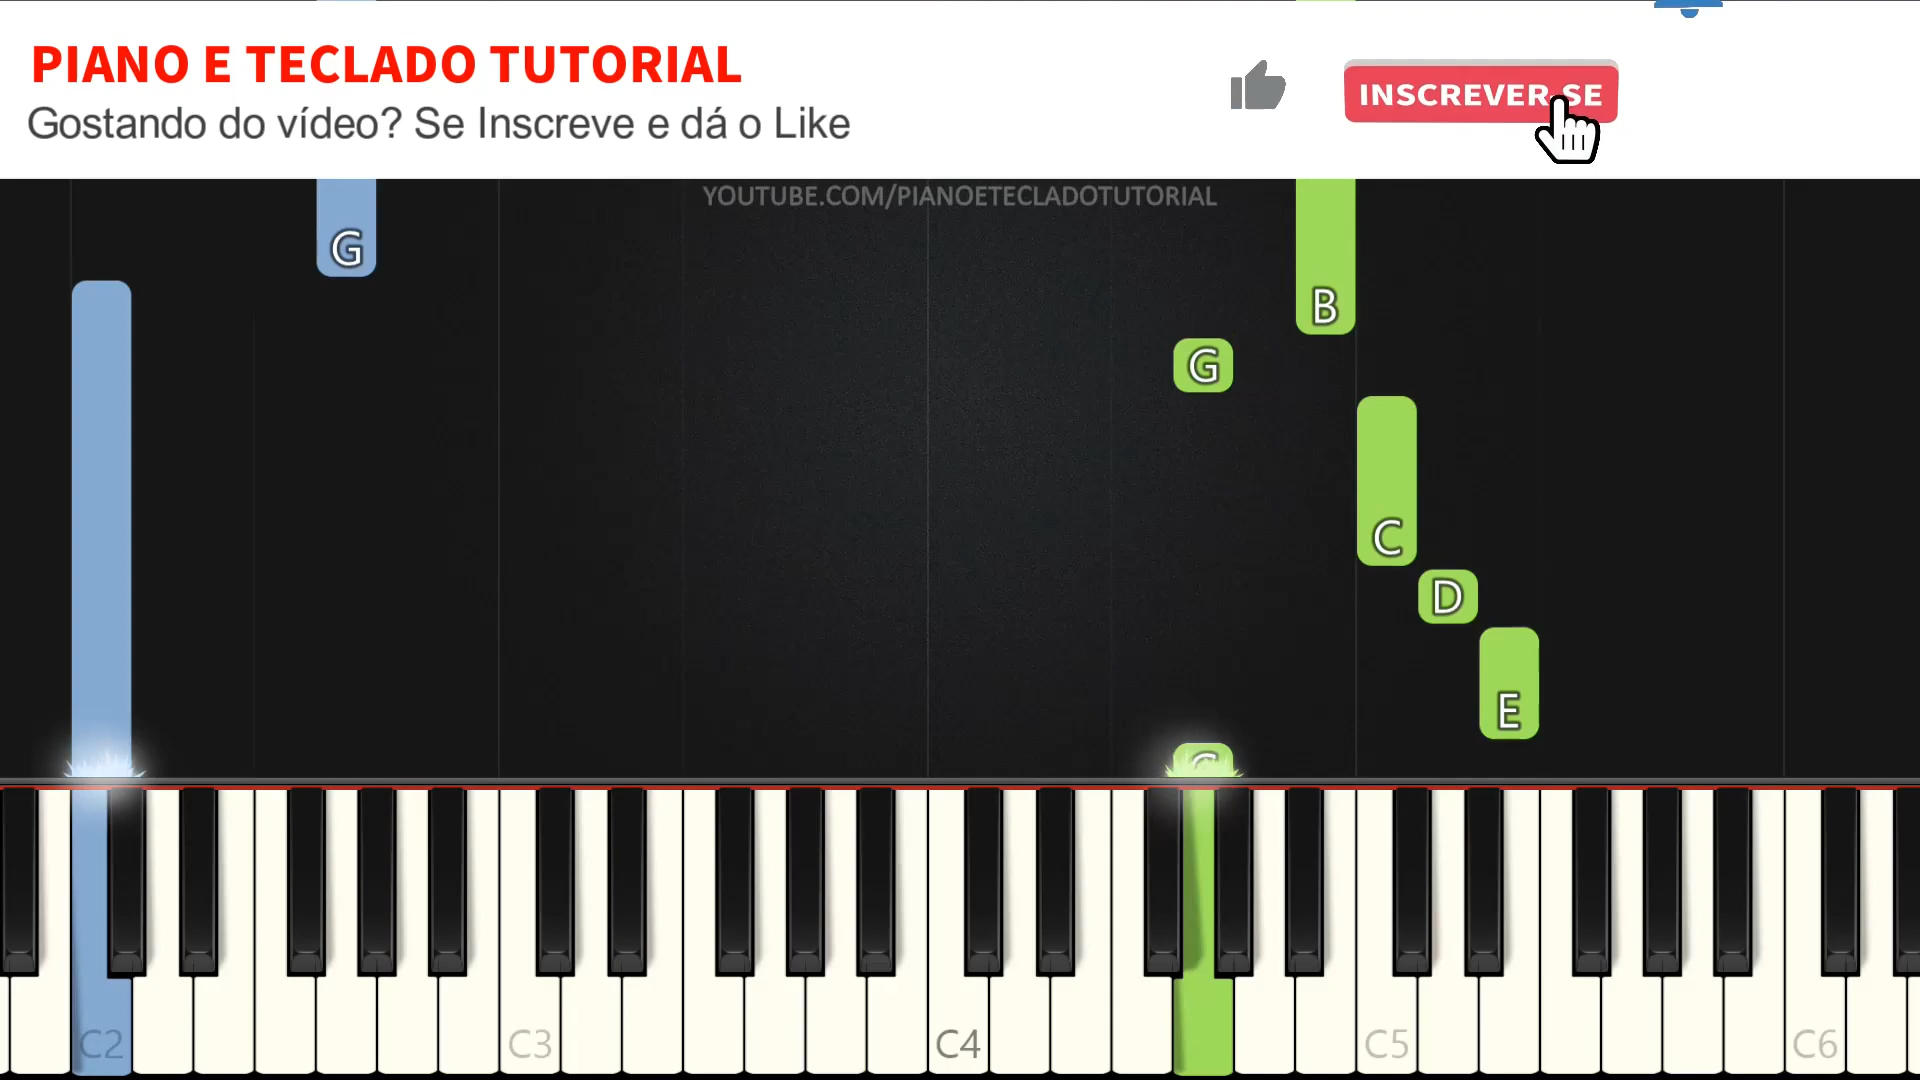 PIANO E TECLADO TUTORIAL
Gostando do vídeo? Se Inscreve e dá o Like
INSCREVER-SE
YOUTUBE.COM/PIANOETECLADOTUTORIAL
G
B
G
C
D
E
G
C2
C3
C4
C5
C6